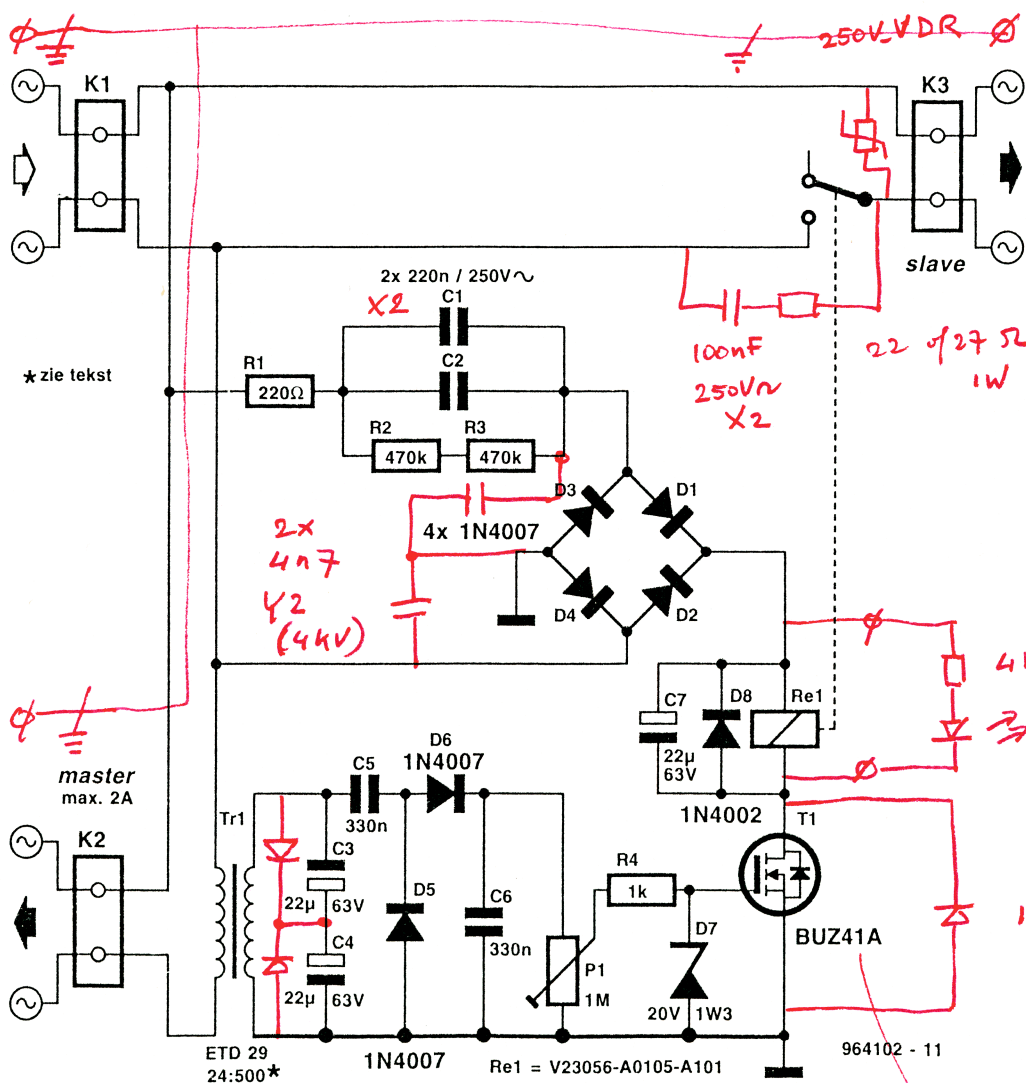 250V VDR
K1
K3
2x 220n / 250V~
X2
C1
slave
100nF
22 of 27 Ω
1W
250V~
X2
* zie tekst
R1
220Ω
C2
R2
R3
470k
470k
D3
D1
4x 1N4007
2x
4n7
Y2
(4kV)
D4
D2
C7
D8
Re1
22µ
63V
1N4002
master
max. 2A
K2
Tr1
C5
330n
D6
1N4007
C3
22µ
63V
C4
22µ
63V
D5
C6
330n
R4
1k
T1
D7
BUZ41A
P1
1M
20V
1W3
ETD 29
24:500*
1N4007
Re1 = V23056-A0105-A101
964102 - 11